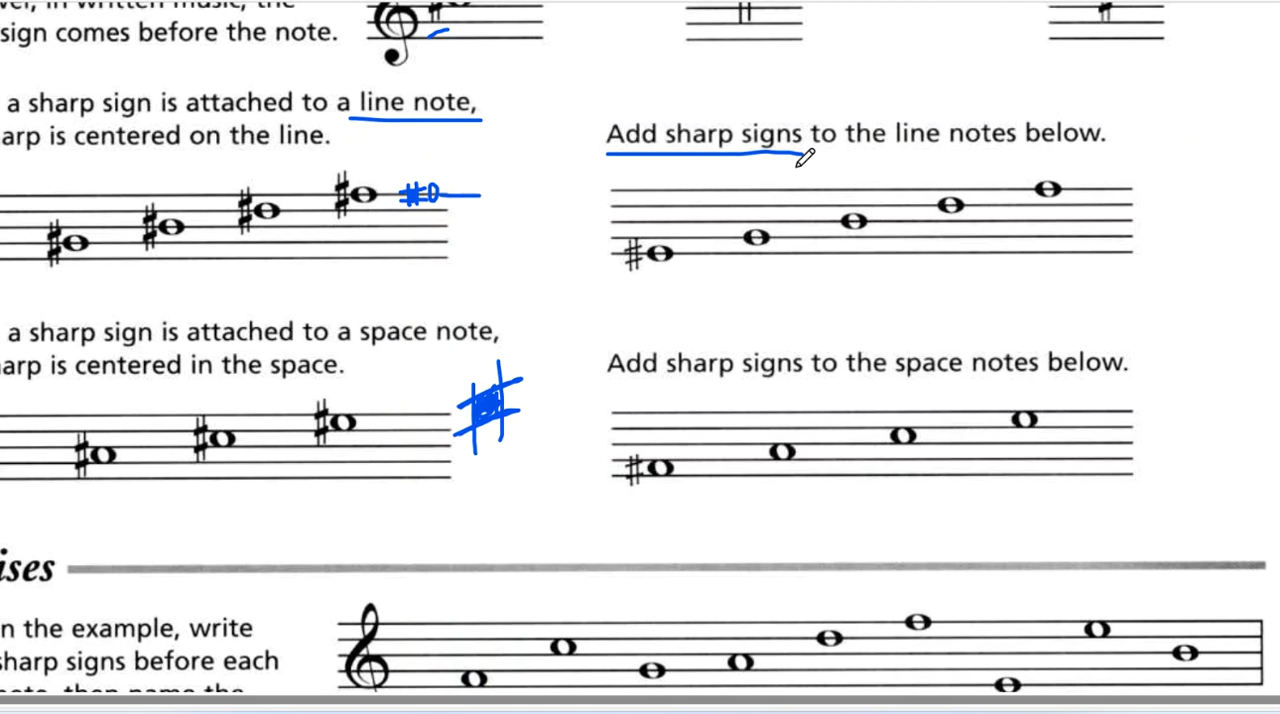 sign comes before the note.
a sharp sign is attached to a line note,
arp is centered on the line.
Add sharp signs to the line notes below.
a sharp sign is attached to a space note,
arp is centered in the space.
Add sharp signs to the space notes below.
ises
n the example, write
sharp signs before each